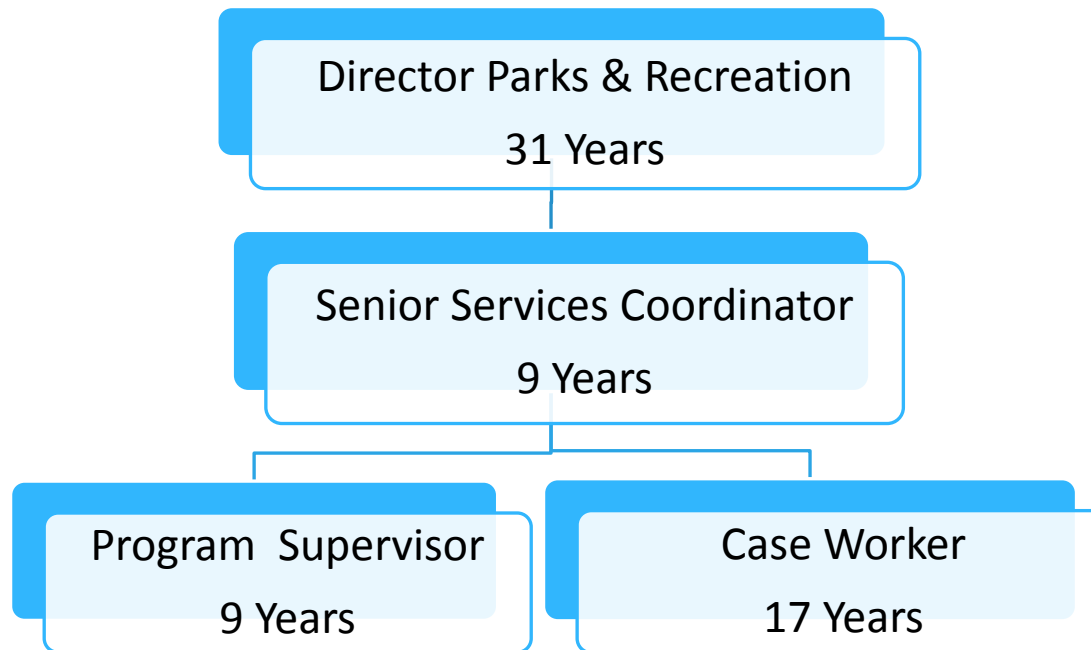 Director Parks & Recreation
31 Years
Senior Services Coordinator
9 Years
Program  Supervisor
9 Years
Case Worker
17 Years